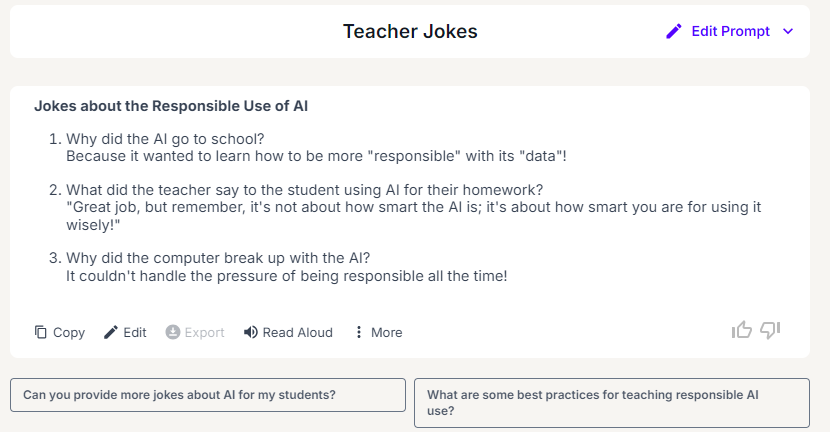 Teacher Jokes
Edit Prompt
Jokes about the Responsible Use of AI
1. Why did the AI go to school?
Because it wanted to learn how to be more "responsible" with its "data"!
2. What did the teacher say to the student using AI for their homework?
"Great job, but remember, it's not about how smart the AI is; it's about how smart you are for using it
wisely!"
3. Why did the computer break up with the AI?
It couldn't handle the pressure of being responsible all the time!
Copy Edit Export Read Aloud More
Can you provide more jokes about AI for my students?
What are some best practices for teaching responsible AI
use?